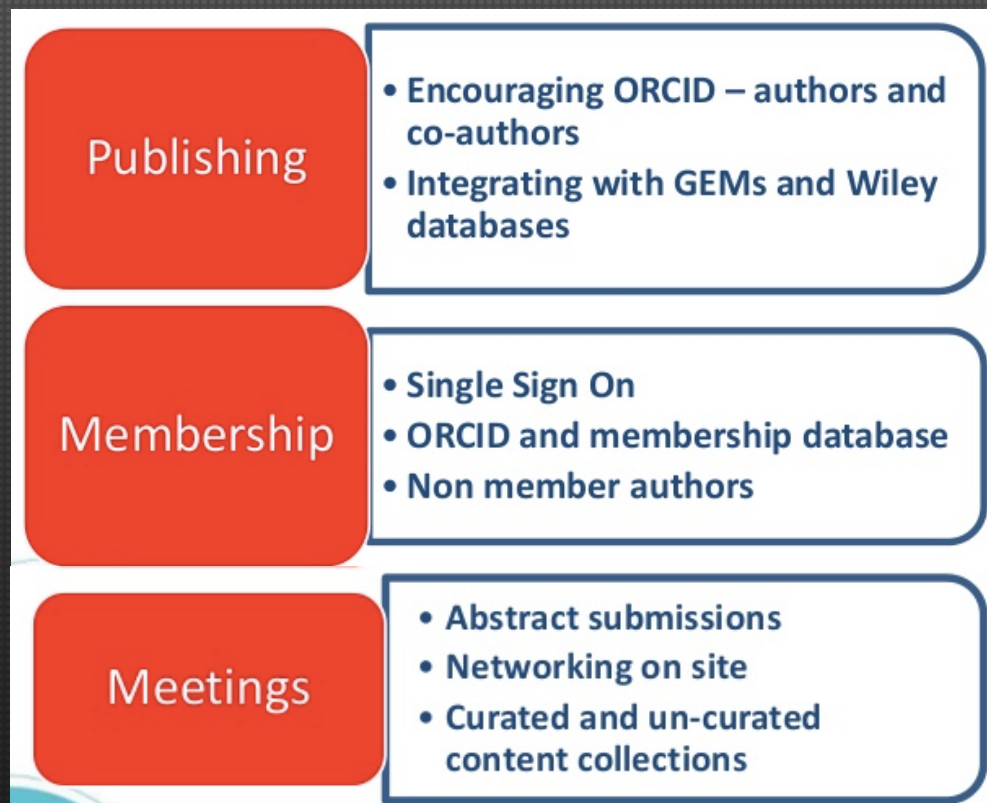 Publishing
• Encouraging ORCID – authors and
co-authors
• Integrating with GEMs and Wiley
databases
Membership
• Single Sign On
• ORCID and membership database
• Non member authors
Meetings
• Abstract submissions
• Networking on site
• Curated and un-curated
content collections